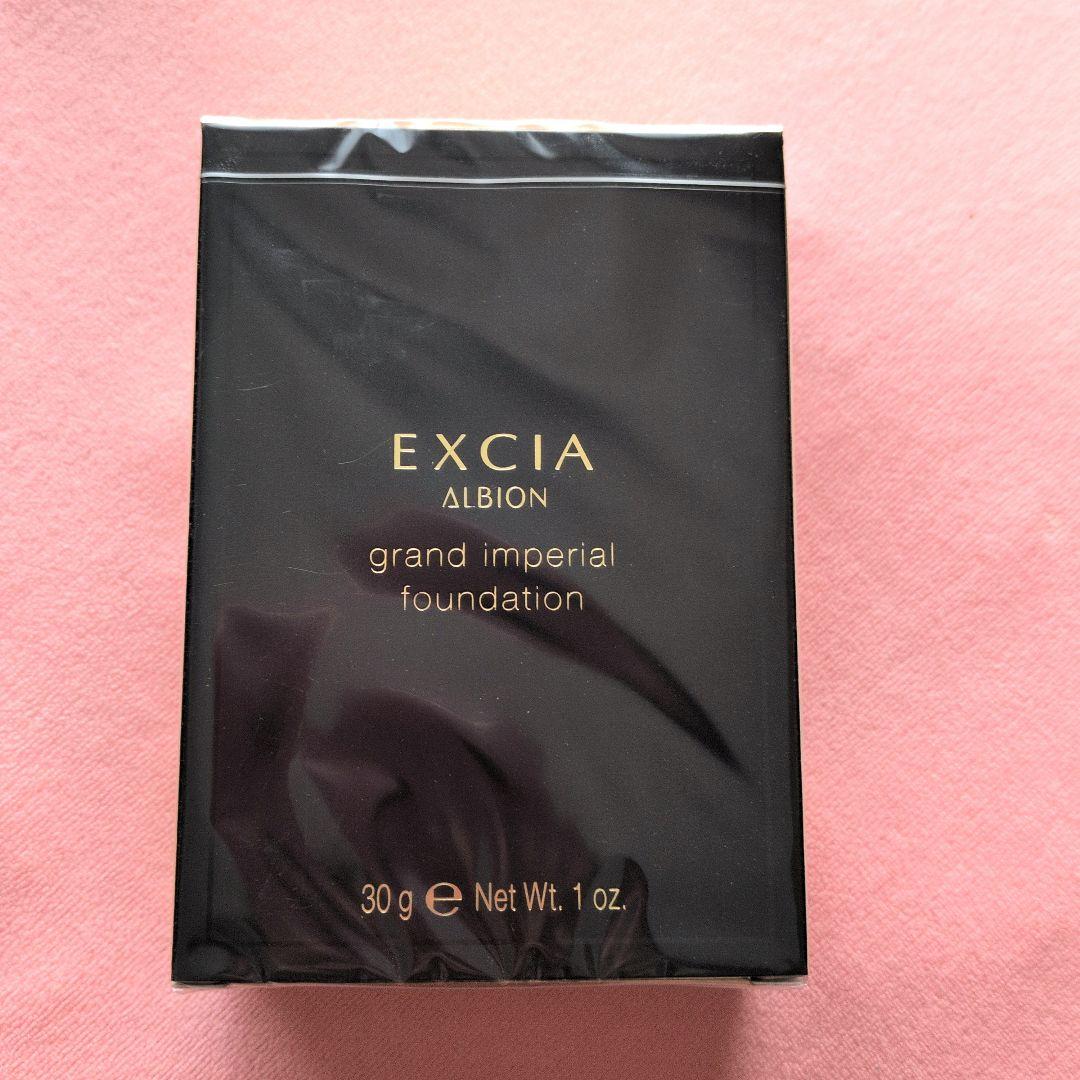 EXCIA
ALBION
grand imperial
foundation
30 g ℮ Net Wt. 1 oz.